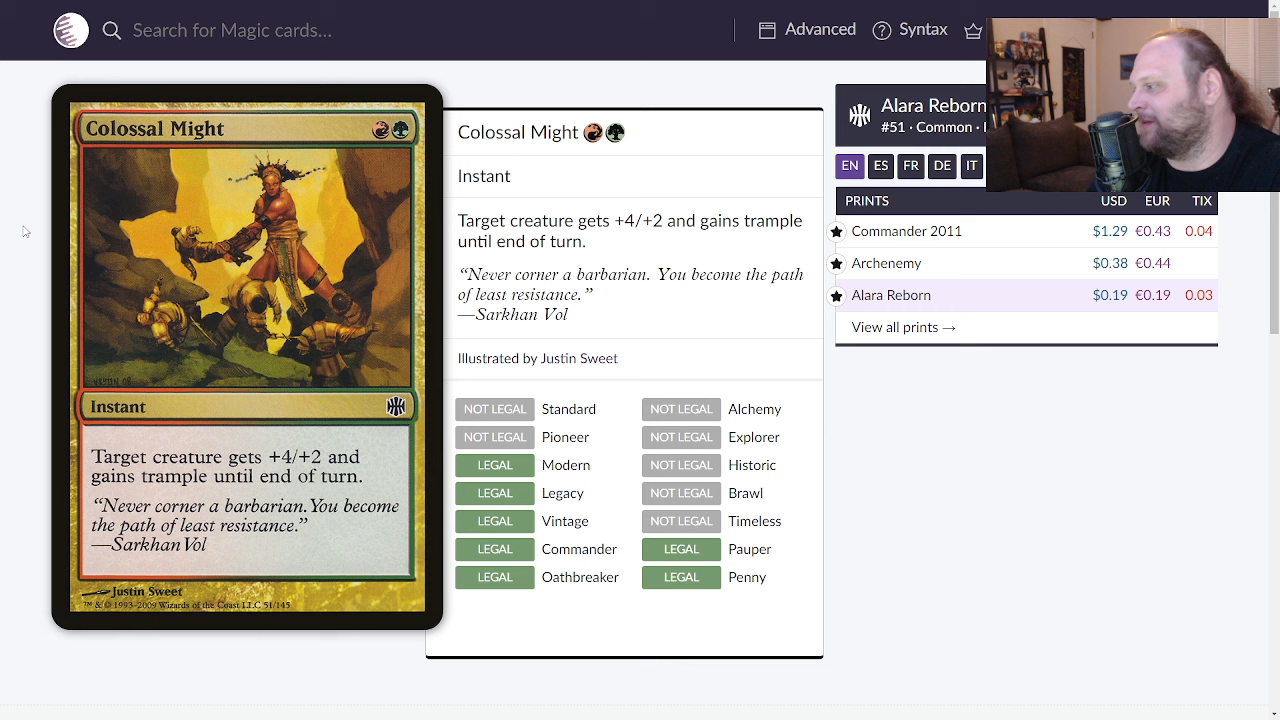 Search for Magic cards...
Advanced
Syntax
Colossal Might
Instant
Target creature gets +4/+2 and
gains trample until end of turn.
“Never corner a barbarian. You become
the path of least resistance.”
—Sarkhan Vol
Justin Sweet
™ & © 1993–2009 Wizards of the Coast LLC 51/145
Colossal Might
Instant
Target creature gets +4/+2 and gains trample
until end of turn.
“Never corner a barbarian. You become the path
of least resistance.”
—Sarkhan Vol
Illustrated by Justin Sweet
NOT LEGAL Standard NOT LEGAL Alchemy
NOT LEGAL Pioneer NOT LEGAL Explorer
LEGAL Modern NOT LEGAL Historic
LEGAL Legacy NOT LEGAL Brawl
LEGAL Vintage NOT LEGAL Timeless
LEGAL Commander LEGAL Pauper
LEGAL Oathbreaker LEGAL Penny
Alara Reborn
#51 · Common ·
EN ES FR DE IT
PRINTS USD EUR TIX
Commander 2011 $1.29 €0.43 0.04
Archenemy $0.38 €0.44
Alara Reborn $0.19 €0.19 0.03
View all prints →